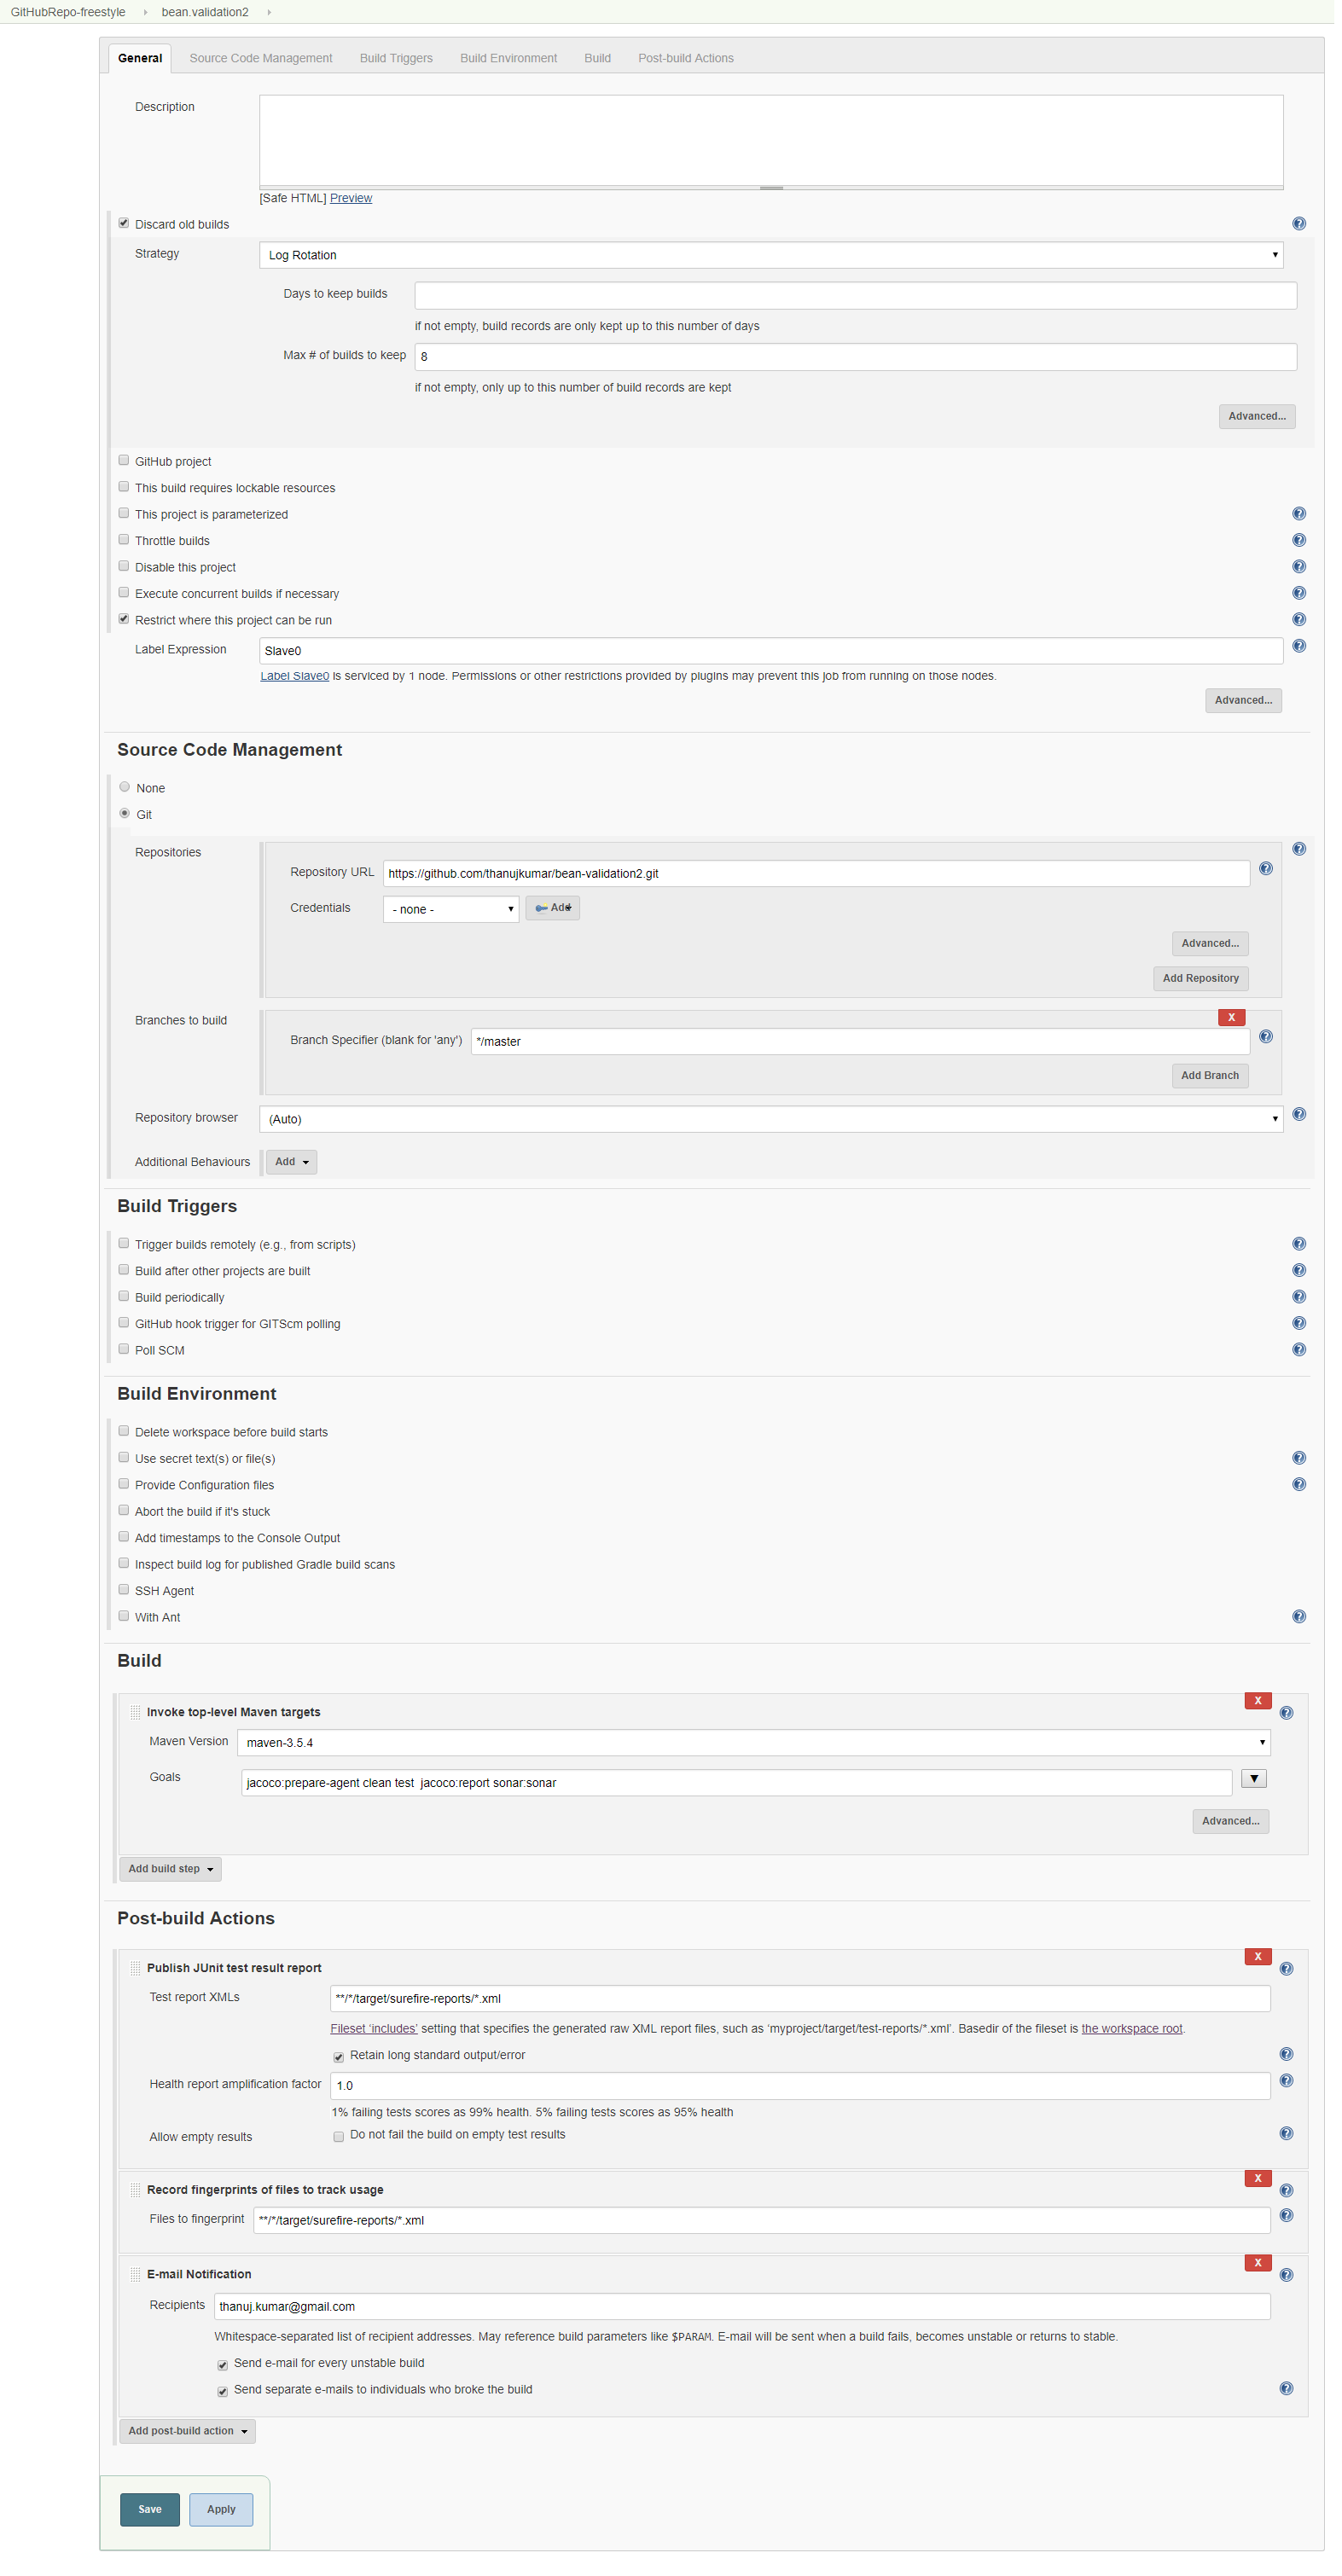 GitHubRepo-freestyle bean.validation2
General Source Code Management Build Triggers Build Environment Build Post-build Actions
Description
[Safe HTML] Preview
Discard old builds
Strategy Log Rotation
Days to keep builds
if not empty, build records are only kept up to this number of days
Max # of builds to keep 8
if not empty, only up to this number of build records are kept
Advanced...
GitHub project
This build requires lockable resources
This project is parameterized
Throttle builds
Disable this project
Execute concurrent builds if necessary
Restrict where this project can be run
Label Expression Slave0
Label Slave0 is serviced by 1 node. Permissions or other restrictions provided by plugins may prevent this job from running on those nodes.
Advanced...
Source Code Management
None
Git
Repositories
Repository URL https://github.com/thanujkumar/bean-validation2.git
Credentials - none - Add
Advanced...
Add Repository
Branches to build
X
Branch Specifier (blank for 'any') */master
Add Branch
Repository browser (Auto)
Additional Behaviours Add
Build Triggers
Trigger builds remotely (e.g., from scripts)
Build after other projects are built
Build periodically
GitHub hook trigger for GITScm polling
Poll SCM
Build Environment
Delete workspace before build starts
Use secret text(s) or file(s)
Provide Configuration files
Abort the build if it's stuck
Add timestamps to the Console Output
Inspect build log for published Gradle build scans
SSH Agent
With Ant
Build
X
Invoke top-level Maven targets
Maven Version maven-3.5.4
Goals jacoco:prepare-agent clean test  jacoco:report sonar:sonar
Advanced...
Add build step
Post-build Actions
X
Publish JUnit test result report
Test report XMLs **/*/target/surefire-reports/*.xml
Fileset ‘includes’ setting that specifies the generated raw XML report files, such as ‘myproject/target/test-reports/*.xml’. Basedir of the fileset is the workspace root.
Retain long standard output/error
Health report amplification factor 1.0
1% failing tests scores as 99% health. 5% failing tests scores as 95% health
Allow empty results Do not fail the build on empty test results
X
Record fingerprints of files to track usage
Files to fingerprint **/*/target/surefire-reports/*.xml
X
E-mail Notification
Recipients thanuj.kumar@gmail.com
Whitespace-separated list of recipient addresses. May reference build parameters like $PARAM. E-mail will be sent when a build fails, becomes unstable or returns to stable.
Send e-mail for every unstable build
Send separate e-mails to individuals who broke the build
Add post-build action
Save Apply